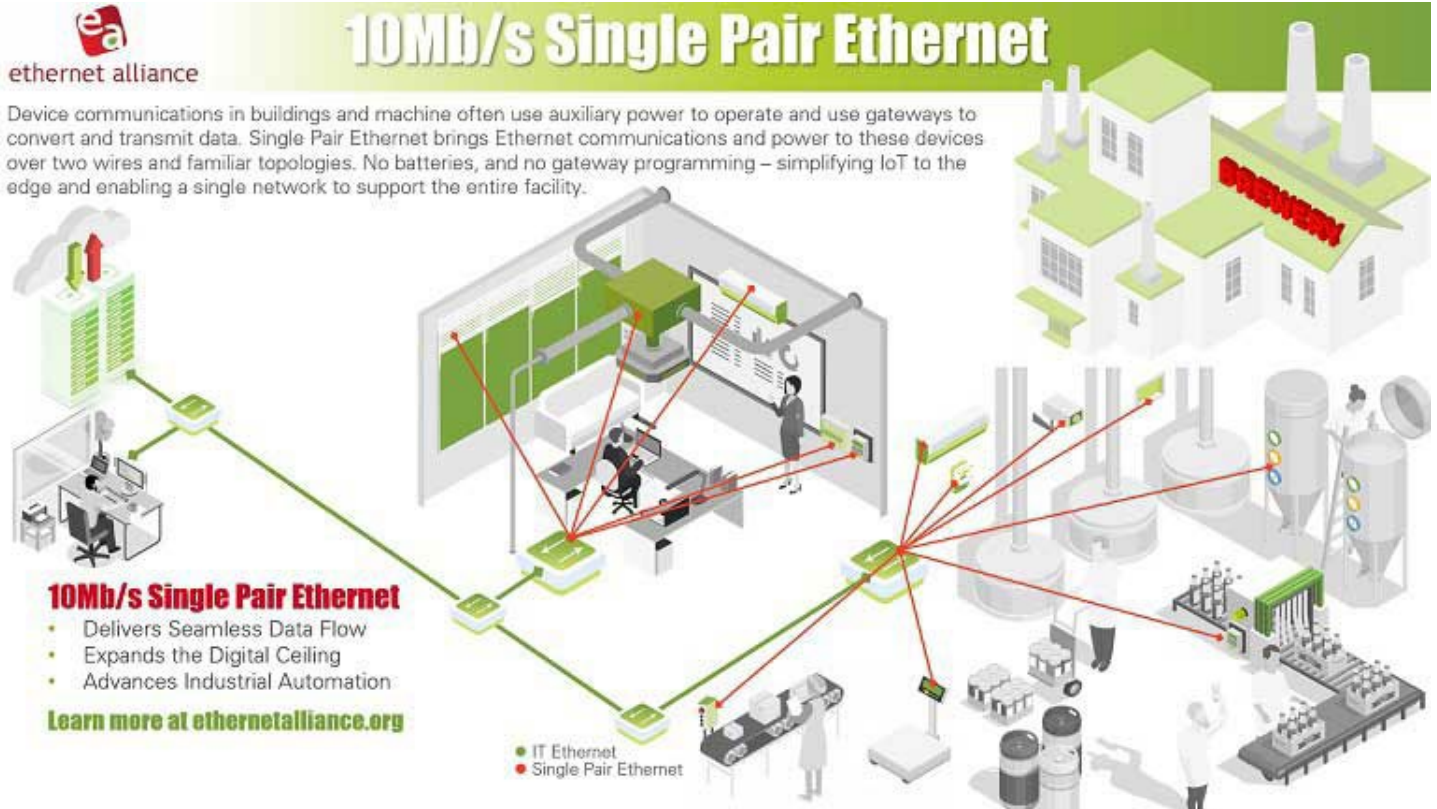 ea
ethernet alliance
10Mb/s Single Pair Ethernet
Device communications in buildings and machine often use auxiliary power to operate and use gateways to
convert and transmit data. Single Pair Ethernet brings Ethernet communications and power to these devices
over two wires and familiar topologies. No batteries, and no gateway programming – simplifying IoT to the
edge and enabling a single network to support the entire facility.
BREWERY
10Mb/s Single Pair Ethernet
• Delivers Seamless Data Flow
• Expands the Digital Ceiling
• Advances Industrial Automation
Learn more at ethernetalliance.org
IT Ethernet
Single Pair Ethernet